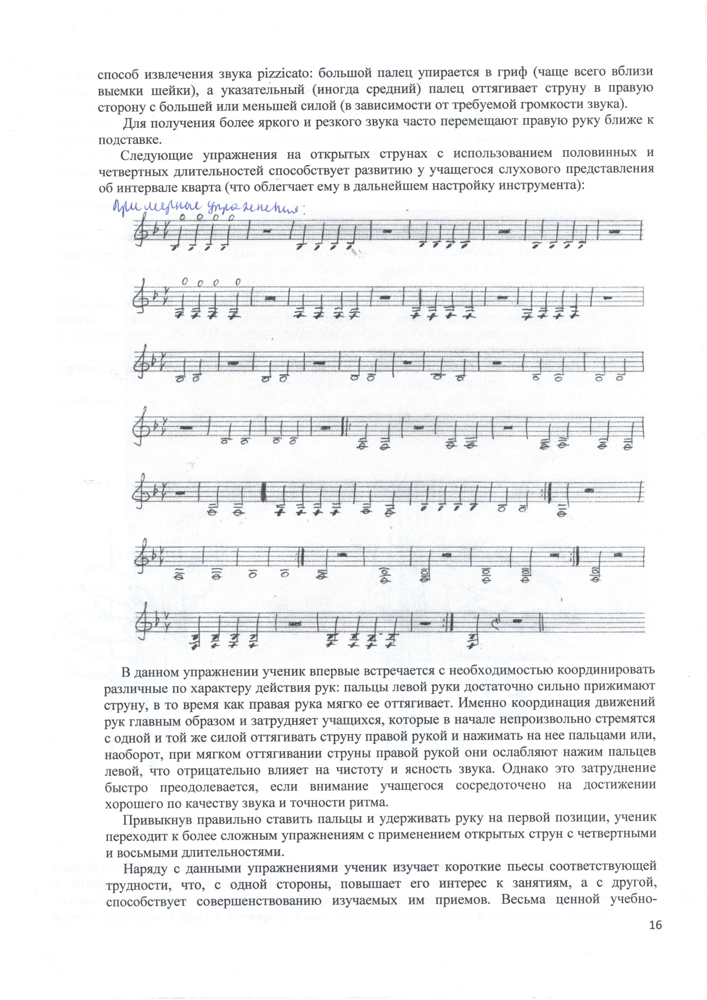 способ извлечения звука pizzicato: большой палец упирается в гриф (чаще всего вблизи
выемки шейки), а указательный (иногда средний) палец оттягивает струну в правую
сторону с большей или меньшей силой (в зависимости от требуемой громкости звука).
Для получения более яркого и резкого звука часто перемещают правую руку ближе к
подставке.
Следующие упражнения на открытых струнах с использованием половинных и
четвертных длительностей способствует развитию у учащегося слухового представления
об интервале кварта (что облегчает ему в дальнейшем настройку инструмента):
Примерные упражнения:
В данном упражнении ученик впервые встречается с необходимостью координировать
различные по характеру действия рук: пальцы левой руки достаточно сильно прижимают
струну, в то время как правая рука мягко ее оттягивает. Именно координация движений
рук главным образом и затрудняет учащихся, которые в начале непроизвольно стремятся
с одной и той же силой оттягивать струну правой рукой и нажимать на нее пальцами или,
наоборот, при мягком оттягивании струны правой рукой они ослабляют нажим пальцев
левой, что отрицательно влияет на чистоту и ясность звука. Однако это затруднение
быстро преодолевается, если внимание учащегося сосредоточено на достижении
хорошего по качеству звука и точности ритма.
Привыкнув правильно ставить пальцы и удерживать руку на первой позиции, ученик
переходит к более сложным упражнениям с применением открытых струн с четвертными
и восьмыми длительностями.
Наряду с данными упражнениями ученик изучает короткие пьесы соответствующей
трудности, что, с одной стороны, повышает его интерес к занятиям, а с другой,
способствует совершенствованию изучаемых им приемов. Весьма ценной учебно-
16